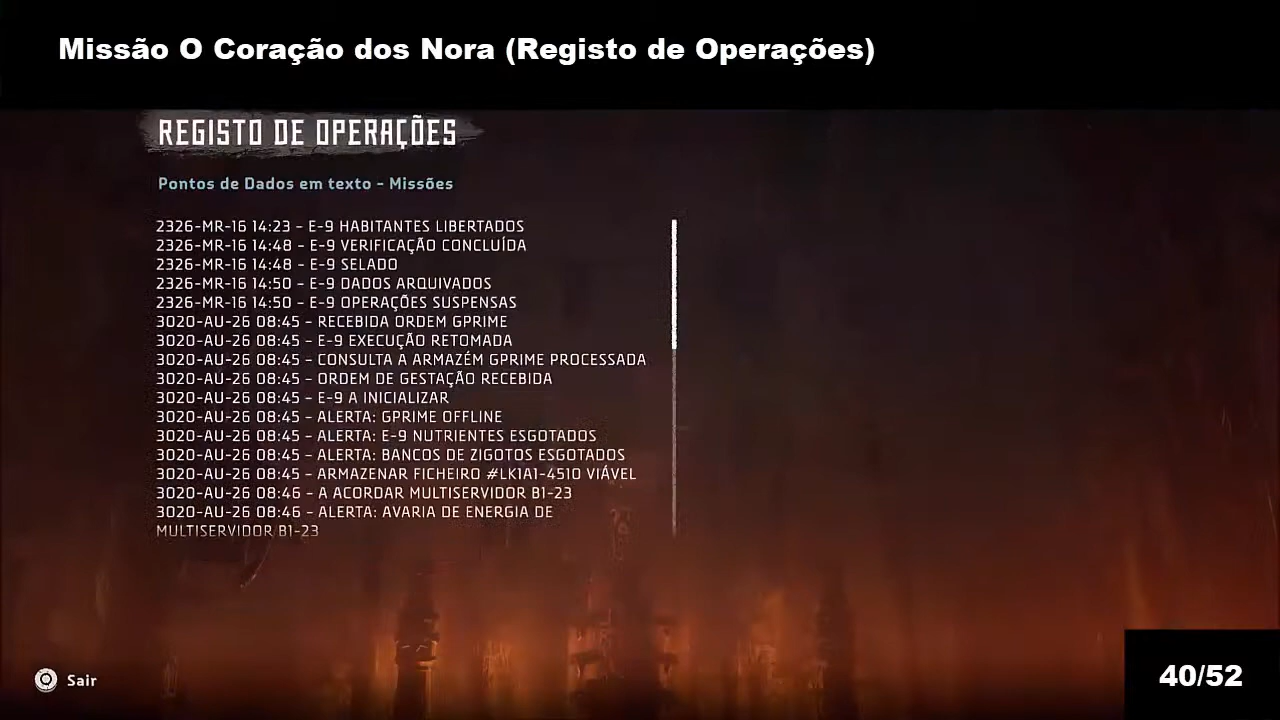 Missão O Coração dos Nora (Registo de Operações)
REGISTO DE OPERAÇÕES
Pontos de Dados em texto - Missões
2326-MR-16 14:23 - E-9 HABITANTES LIBERTADOS
2326-MR-16 14:48 - E-9 VERIFICAÇÃO CONCLUÍDA
2326-MR-16 14:48 - E-9 SELADO
2326-MR-16 14:50 - E-9 DADOS ARQUIVADOS
2326-MR-16 14:50 - E-9 OPERAÇÕES SUSPENSAS
3020-AU-26 08:45 - RECEBIDA ORDEM GPRIME
3020-AU-26 08:45 - E-9 EXECUÇÃO RETOMADA
3020-AU-26 08:45 - CONSULTA A ARMAZÉM GPRIME PROCESSADA
3020-AU-26 08:45 - ORDEM DE GESTAÇÃO RECEBIDA
3020-AU-26 08:45 - E-9 A INICIALIZAR
3020-AU-26 08:45 - ALERTA: GPRIME OFFLINE
3020-AU-26 08:45 - ALERTA: E-9 NUTRIENTES ESGOTADOS
3020-AU-26 08:45 - ALERTA: BANCOS DE ZIGOTOS ESGOTADOS
3020-AU-26 08:45 - ARMAZENAR FICHEIRO #LK1A1-4510 VIÁVEL
3020-AU-26 08:46 - A ACORDAR MULTISERVIDOR B1-23
3020-AU-26 08:46 - ALERTA: AVARIA DE ENERGIA DE
MULTISERVIDOR B1-23
Sair
40/52